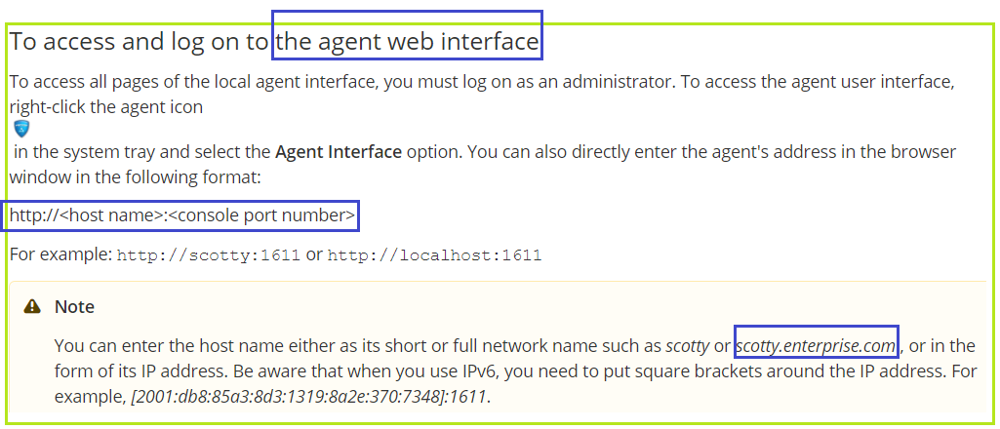 To access and log on to the agent web interface
To access all pages of the local agent interface, you must log on as an administrator. To access the agent user interface,
right-click the agent icon
in the system tray and select the Agent Interface option. You can also directly enter the agent's address in the browser
window in the following format:
http://<host name>:<console port number>
For example: http://scotty:1611 or http://localhost:1611
Note
You can enter the host name either as its short or full network name such as scotty or scotty.enterprise.com , or in the
form of its IP address. Be aware that when you use IPv6, you need to put square brackets around the IP address. For
example, [2001:db8:85a3:8d3:1319:8a2e:370:7348]:1611.